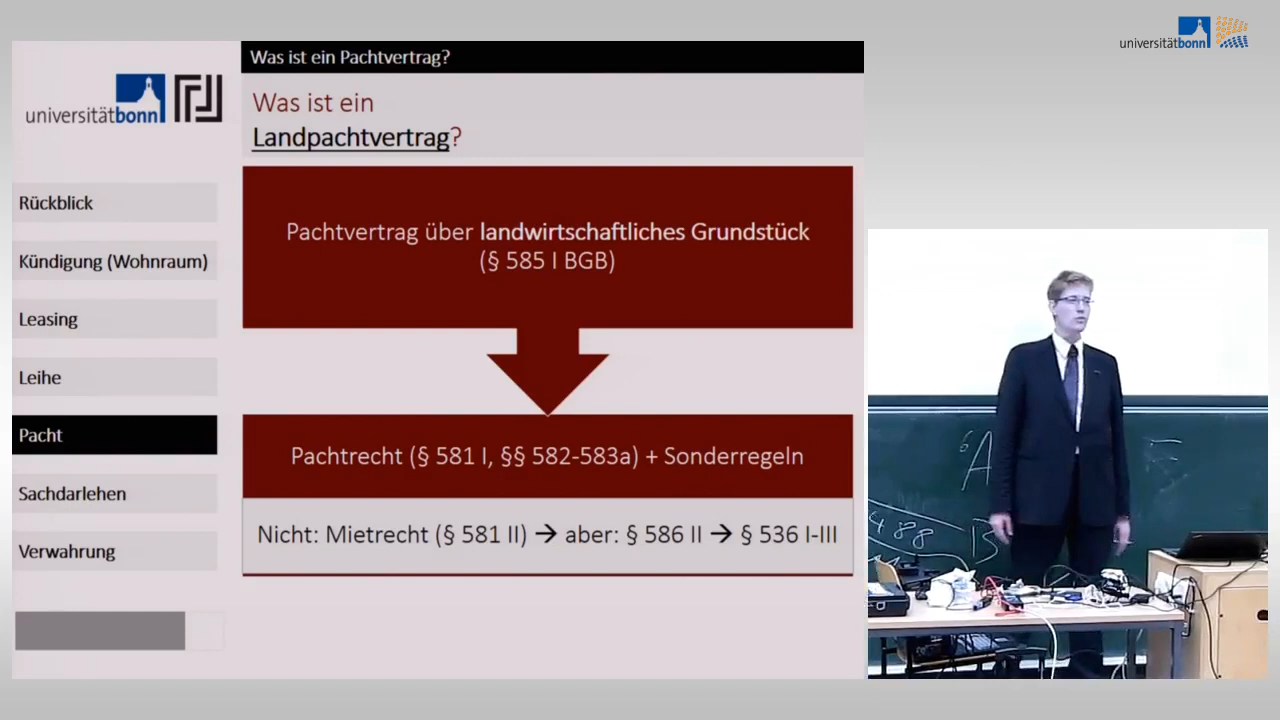 universitätbonn
Was ist ein Pachtvertrag?
universitätbonn
Was ist ein
Landpachtvertrag?
Rückblick
Kündigung (Wohnraum)
Leasing
Leihe
Pacht
Sachdarlehen
Verwahrung
Pachtvertrag über landwirtschaftliches Grundstück
(§ 585 I BGB)
Pachtrecht (§ 581 I, §§ 582-583a) + Sonderregeln
Nicht: Mietrecht (§ 581 II) → aber: § 586 II → § 536 I-III
6A
488
B